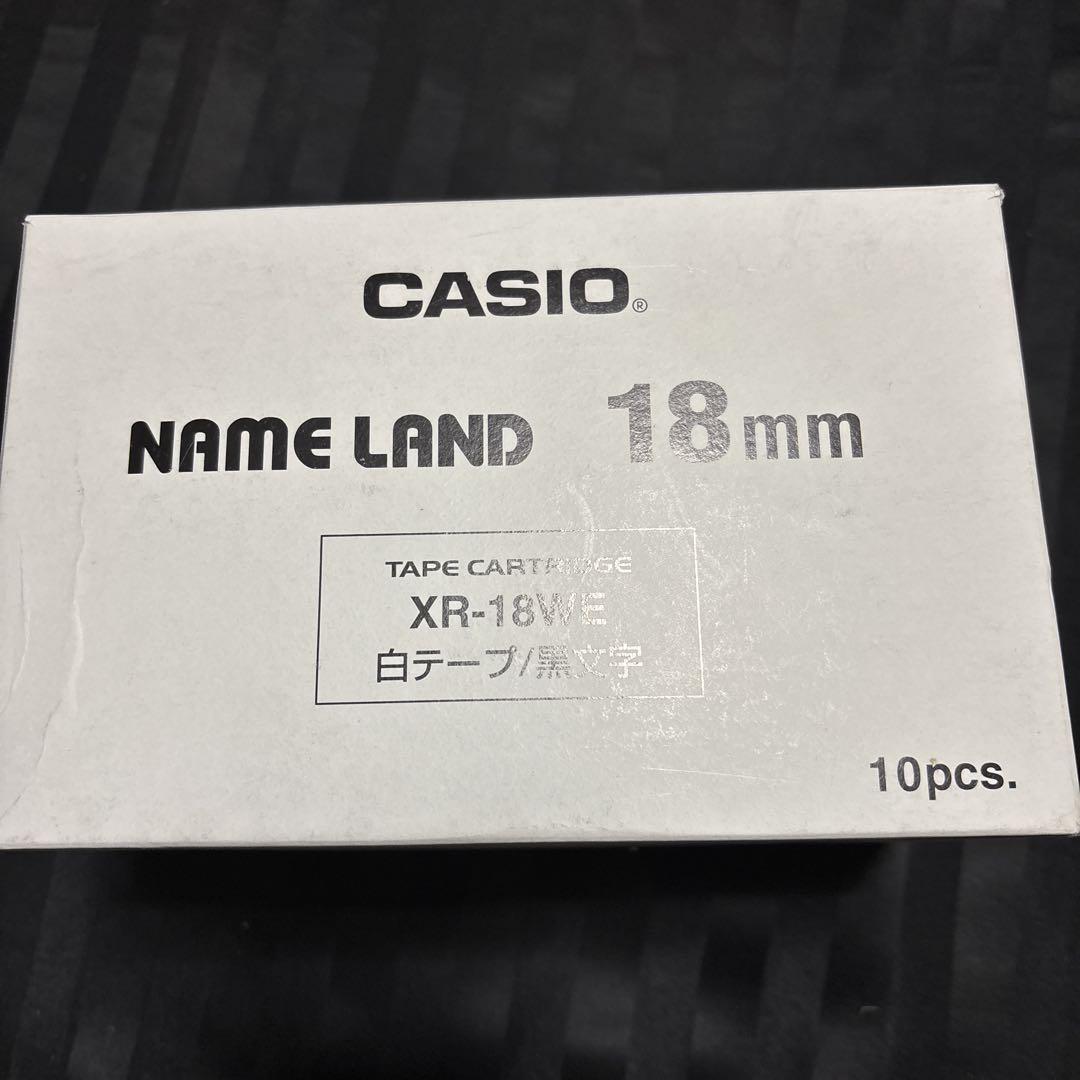 CASIO®
NAME LAND 18mm
TAPE CARTRIDGE
XR-18WE
白テープ/黒文字
10pcs.